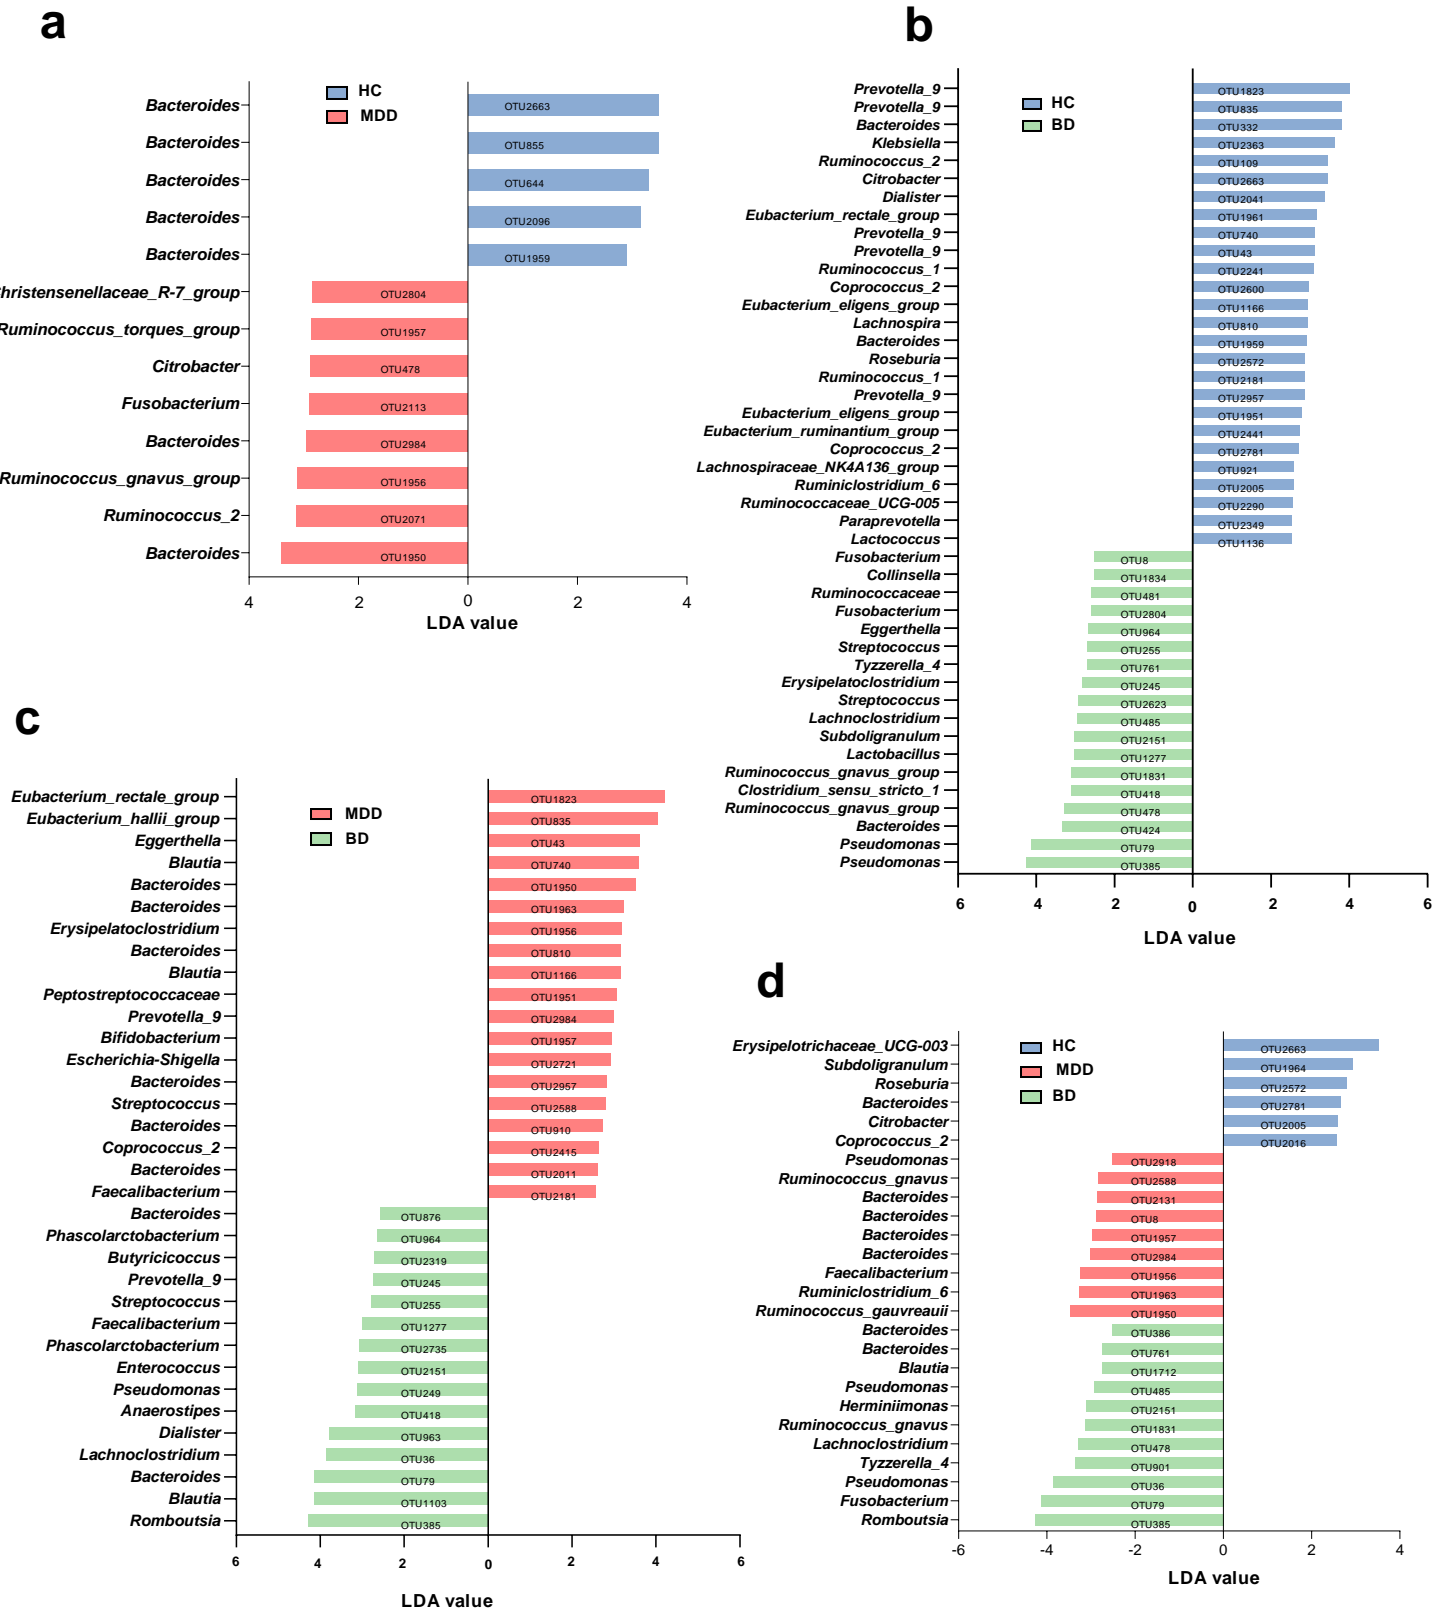 a
HC
MDD
Bacteroides OTU2663
Bacteroides OTU855
Bacteroides OTU644
Bacteroides OTU2096
Bacteroides OTU1959
hristensenellaceae_R-7_group OTU2804
Ruminococcus_torques_group OTU1957
Citrobacter OTU478
Fusobacterium OTU2113
Bacteroides OTU2984
Ruminococcus_gnavus_group OTU1956
Ruminococcus_2 OTU2071
Bacteroides OTU1950
4 2 0 2 4
LDA value
b
HC
BD
Prevotella_9 OTU1823
Prevotella_9 OTU835
Bacteroides OTU332
Klebsiella OTU2363
Ruminococcus_2 OTU109
Citrobacter OTU2663
Dialister OTU2041
Eubacterium_rectale_group OTU1961
Prevotella_9 OTU740
Prevotella_9 OTU43
Ruminococcus_1 OTU2241
Coprococcus_2 OTU2600
Eubacterium_eligens_group OTU1166
Lachnospira OTU810
Bacteroides OTU1959
Roseburia OTU2572
Ruminococcus_1 OTU2181
Prevotella_9 OTU2957
Eubacterium_eligens_group OTU1951
Eubacterium_ruminantium_group OTU2441
Coprococcus_2 OTU2781
Lachnospiraceae_NK4A136_group OTU921
Ruminiclostridium_6 OTU2005
Ruminococcaceae_UCG-005 OTU2290
Paraprevotella OTU2349
Lactococcus OTU1136
Fusobacterium OTU8
Collinsella OTU1834
Ruminococcaceae OTU481
Fusobacterium OTU2804
Eggerthella OTU964
Streptococcus OTU255
Tyzzerella_4 OTU761
Erysipelatoclostridium OTU245
Streptococcus OTU2623
Lachnoclostridium OTU485
Subdoligranulum OTU2151
Lactobacillus OTU1277
Ruminococcus_gnavus_group OTU1831
Clostridium_sensu_stricto_1 OTU418
Ruminococcus_gnavus_group OTU478
Bacteroides OTU424
Pseudomonas OTU79
Pseudomonas OTU385
6 4 2 0 2 4 6
LDA value
c
MDD
BD
Eubacterium_rectale_group OTU1823
Eubacterium_hallii_group OTU835
Eggerthella OTU43
Blautia OTU740
Bacteroides OTU1950
Bacteroides OTU1963
Erysipelatoclostridium OTU1956
Bacteroides OTU810
Blautia OTU1166
Peptostreptococcaceae OTU1951
Prevotella_9 OTU2984
Bifidobacterium OTU1957
Escherichia-Shigella OTU2721
Bacteroides OTU2957
Streptococcus OTU2588
Bacteroides OTU910
Coprococcus_2 OTU2415
Bacteroides OTU2011
Faecalibacterium OTU2181
Bacteroides OTU876
Phascolarctobacterium OTU964
Butyricicoccus OTU2319
Prevotella_9 OTU245
Streptococcus OTU255
Faecalibacterium OTU1277
Phascolarctobacterium OTU2735
Enterococcus OTU2151
Pseudomonas OTU249
Anaerostipes OTU418
Dialister OTU963
Lachnoclostridium OTU36
Bacteroides OTU79
Blautia OTU1103
Romboutsia OTU385
6 4 2 0 2 4 6
LDA value
d
HC
MDD
BD
Erysipelotrichaceae_UCG-003 OTU2663
Subdoligranulum OTU1964
Roseburia OTU2572
Bacteroides OTU2781
Citrobacter OTU2005
Coprococcus_2 OTU2016
Pseudomonas OTU2918
Ruminococcus_gnavus OTU2588
Bacteroides OTU2131
Bacteroides OTU8
Bacteroides OTU1957
Bacteroides OTU2984
Faecalibacterium OTU1956
Ruminiclostridium_6 OTU1963
Ruminococcus_gauvreauii OTU1950
Bacteroides OTU386
Bacteroides OTU761
Blautia OTU1712
Pseudomonas OTU485
Herminiimonas OTU2151
Ruminococcus_gnavus OTU1831
Lachnoclostridium OTU478
Tyzzerella_4 OTU901
Pseudomonas OTU36
Fusobacterium OTU79
Romboutsia OTU385
-6 -4 -2 0 2 4
LDA value